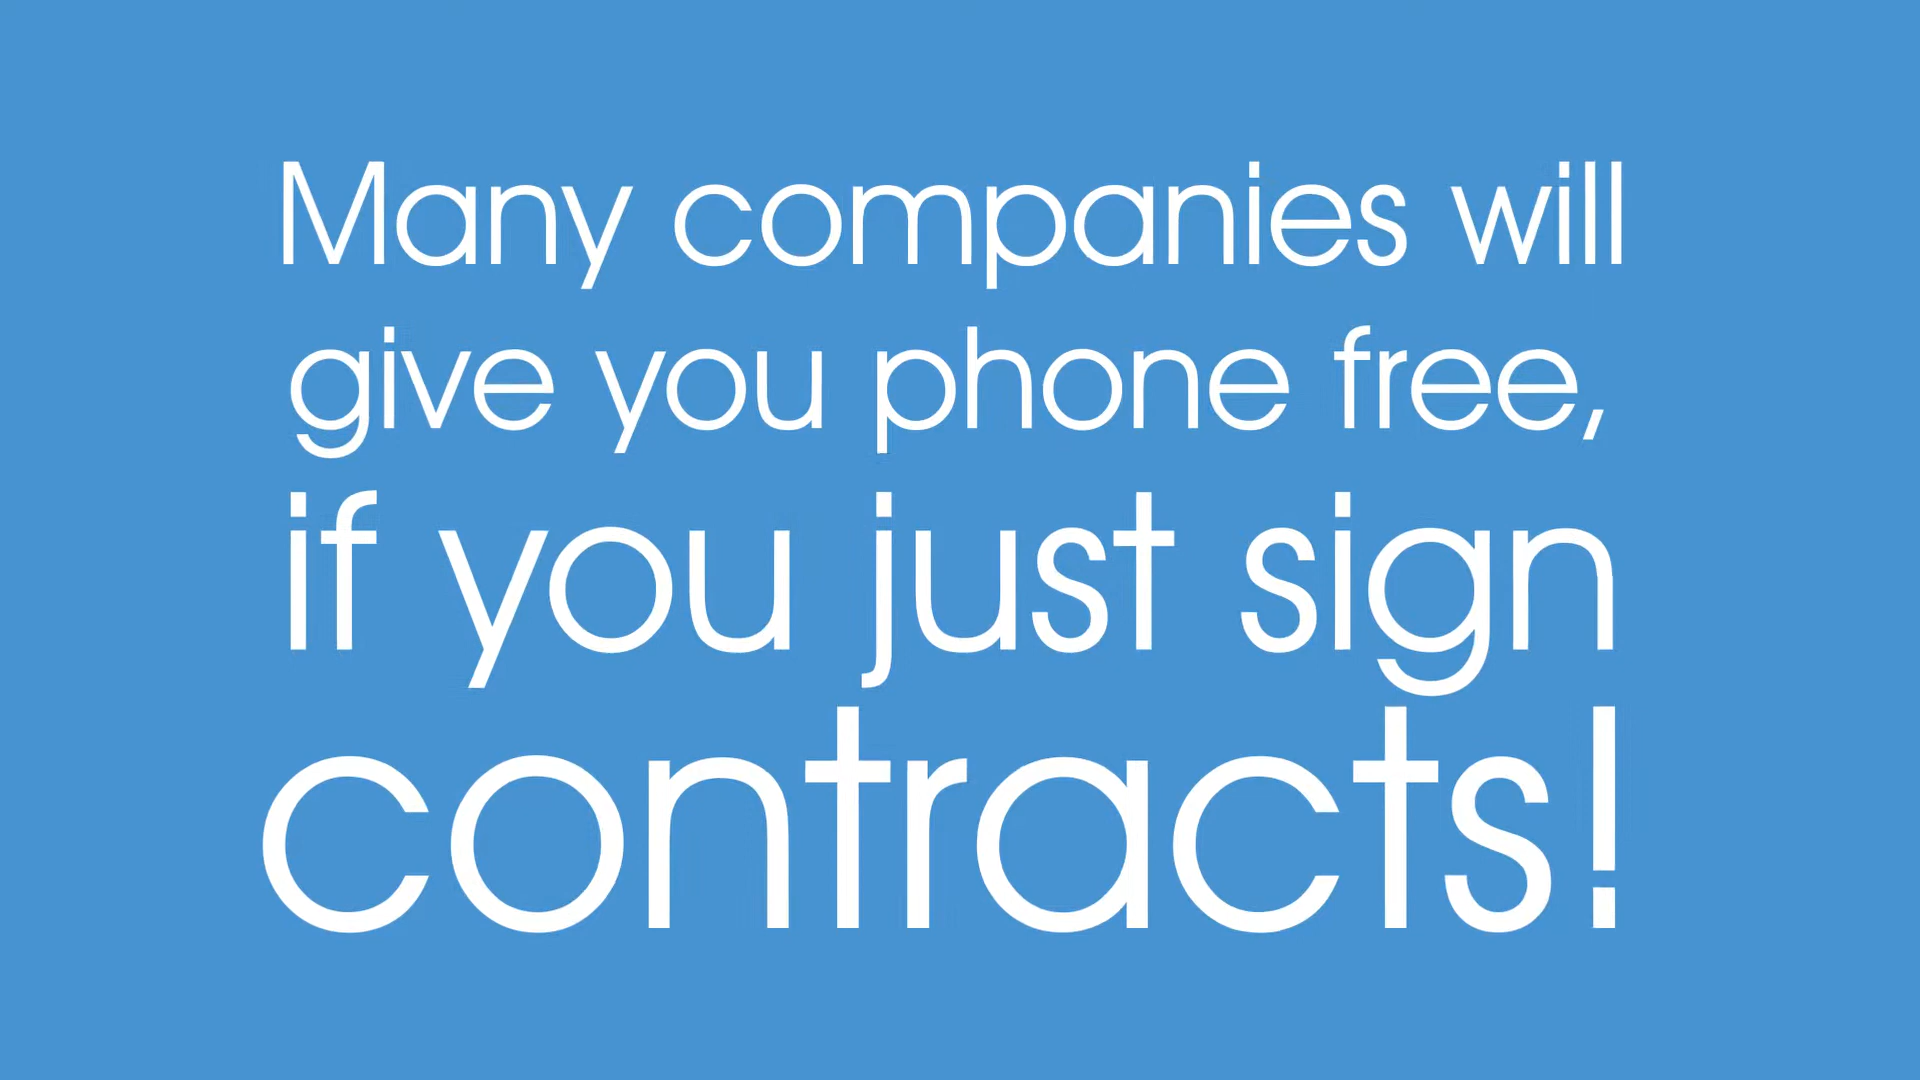 Many companies will
give you phone free,
if you just sign
contracts!